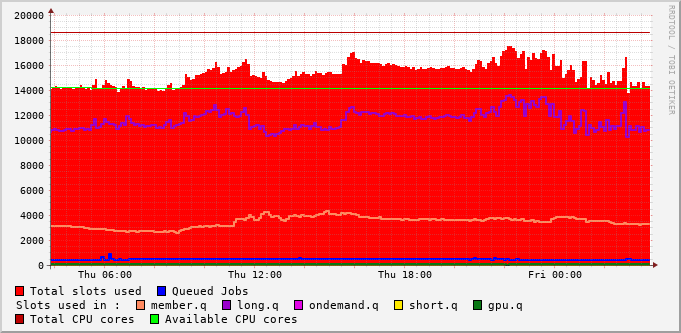 20000
18000
16000
14000
12000
10000
8000
6000
4000
2000
0
Thu 06:00 Thu 12:00 Thu 18:00 Fri 00:00
RRDTOOL / TOBI OETIKER
Total slots used Queued Jobs
Slots used in : member.q long.q ondemand.q short.q gpu.q
Total CPU cores Available CPU cores